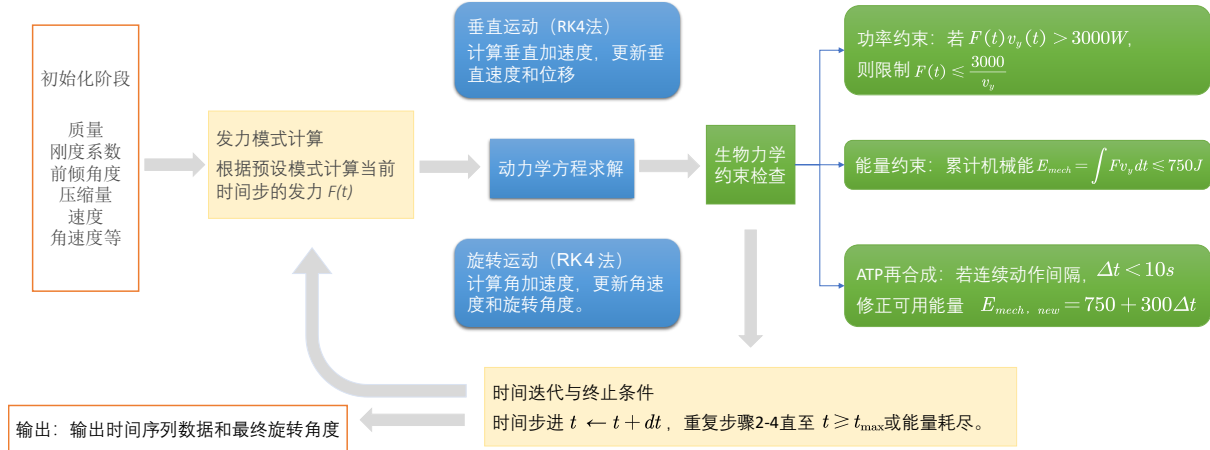 初始化阶段
质量
刚度系数
前倾角度
压缩量
速度
角速度等
发力模式计算
根据预设模式计算当前
时间步的发力 F(t)
垂直运动（RK4法）
计算垂直加速度，更新垂
直速度和位移
动力学方程求解
旋转运动（RK4 法）
计算角加速度，更新角速
度和旋转角度。
生物力学
约束检查
功率约束：若 F(t)v_y(t) > 3000W,
则限制 F(t) ⩽ 3000/v_y
能量约束：累计机械能 E_mech = ∫ Fv_y dt ⩽ 750J
ATP再合成：若连续动作间隔，Δt < 10s
修正可用能量 E_mech, new = 750 + 300Δt
时间迭代与终止条件
时间步进 t ← t + dt ，重复步骤2-4直至 t ⩾ t_max或能量耗尽。
输出：输出时间序列数据和最终旋转角度